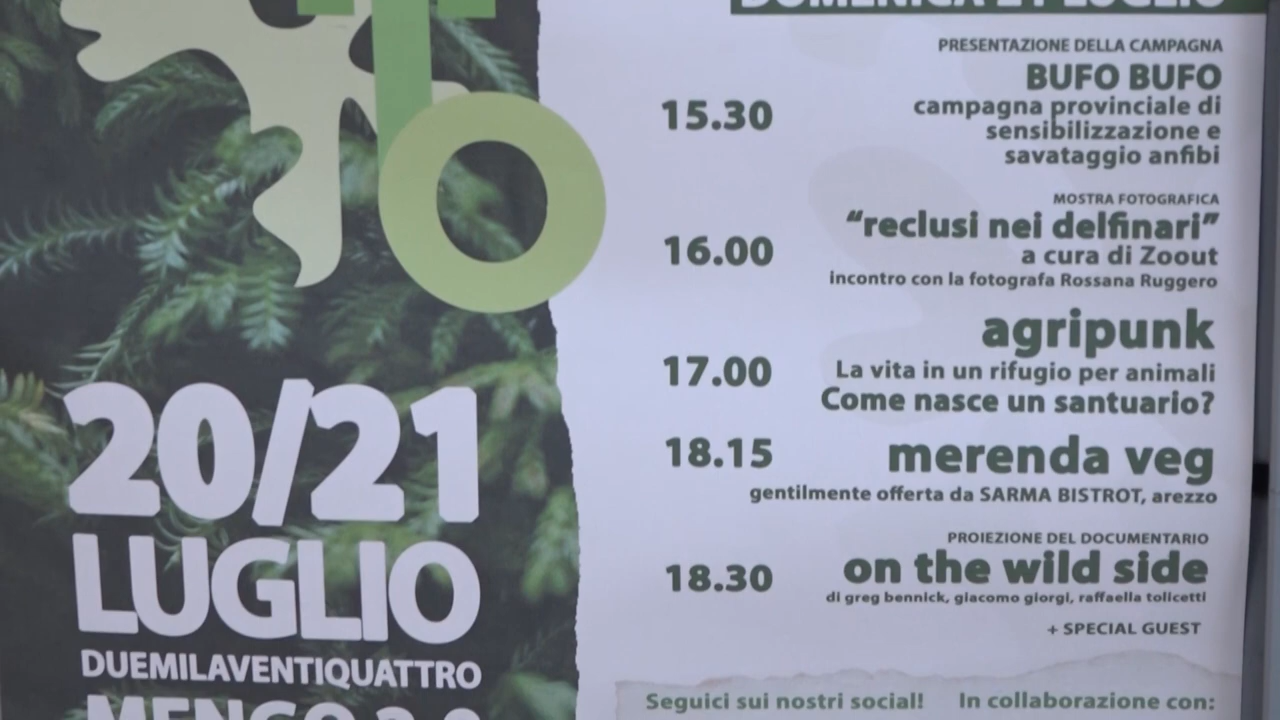 TO
20/21
LUGLIO
DUEMILAVENTIQUATTRO
DOMENICA 21 LUGLIO
PRESENTAZIONE DELLA CAMPAGNA
15.30
BUFO BUFO
campagna provinciale di
sensibilizzazione e
savataggio anfibi
MOSTRA FOTOGRAFICA
16.00
“reclusi nei delfinari”
a cura di Zoout
incontro con la fotografa Rossana Ruggero
17.00
agripunk
La vita in un rifugio per animali
Come nasce un santuario?
18.15
merenda veg
gentilmente offerta da SARMA BISTROT, arezzo
PROIEZIONE DEL DOCUMENTARIO
18.30
on the wild side
di greg bennick, giacomo giorgi, raffaella tolicetti
+ SPECIAL GUEST
Seguici sui nostri social! In collaborazione con: